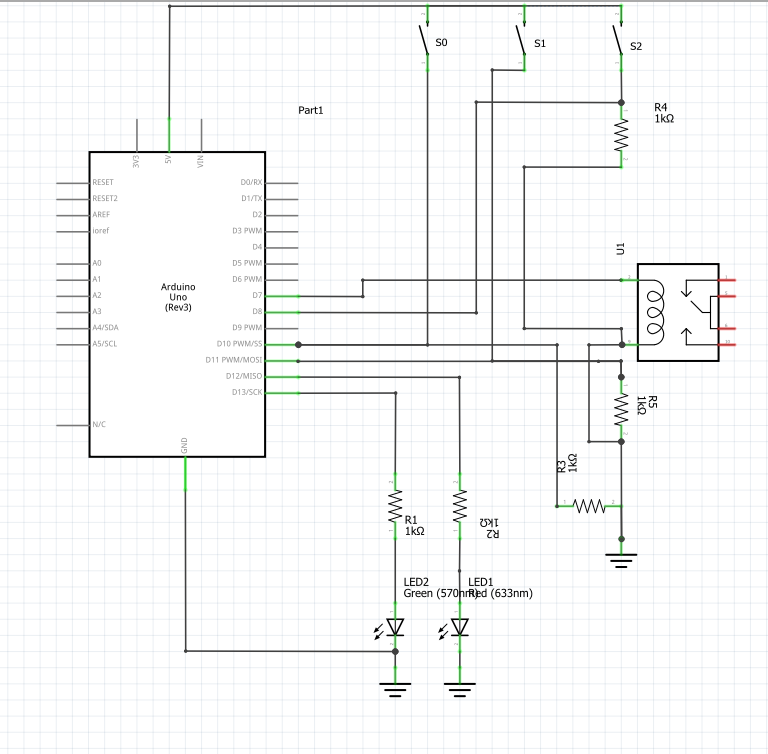 S0
S1
S2
Part1
R4
1kΩ
3V3
5V
VIN
RESET
RESET2
AREF
ioref
A0
A1
A2
A3
A4/SDA
A5/SCL
N/C
Arduino
Uno
(Rev3)
D0/RX
D1/TX
D2
D3 PWM
D4
D5 PWM
D6 PWM
D7
D8
D9 PWM
D10 PWM/SS
D11 PWM/MOSI
D12/MISO
D13/SCK
GND
U1
R5
1kΩ
R3
1kΩ
1
2
R1
1kΩ
R2
1kΩ
LED2
Green (570nm)
LED1
Red (633nm)